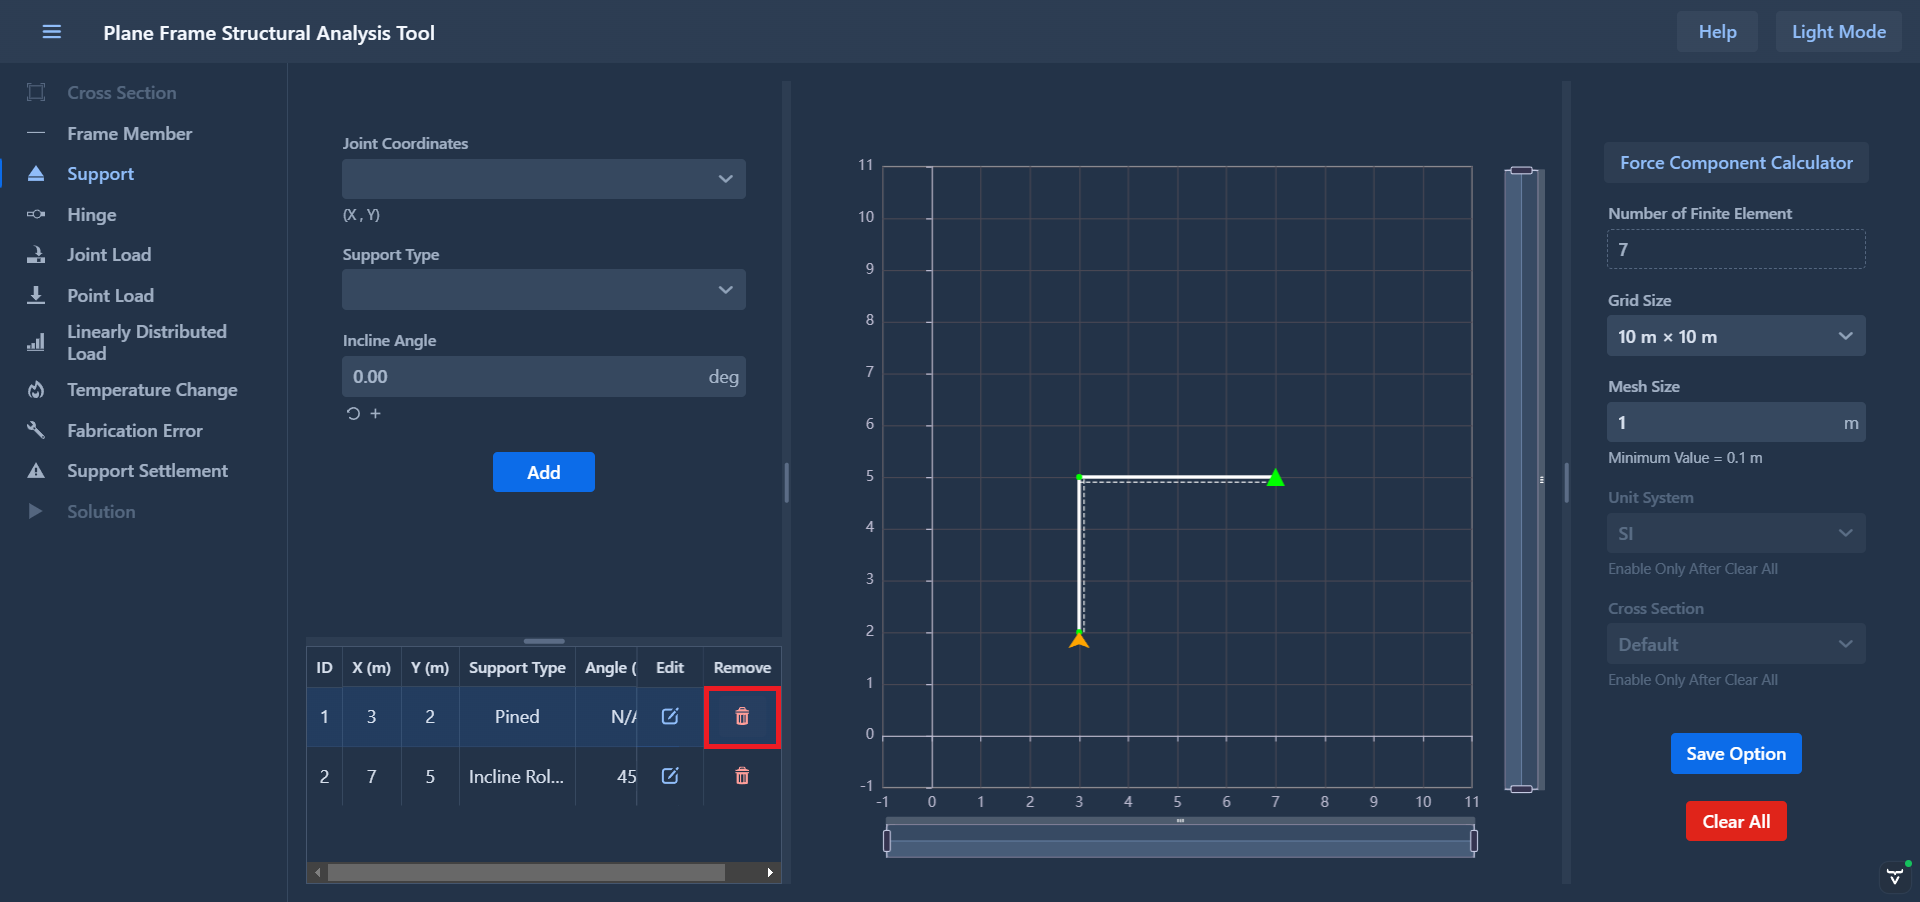 Plane Frame Structural Analysis Tool
Help
Light Mode
Cross Section
Frame Member
Support
Hinge
Joint Load
Point Load
Linearly Distributed
Load
Temperature Change
Fabrication Error
Support Settlement
Solution
Joint Coordinates
(X , Y)
Support Type
Incline Angle
0.00 deg
Add
ID X (m) Y (m) Support Type Angle ( Edit Remove
1 3 2 Pined N/A
2 7 5 Incline Rol... 45
11
10
9
8
7
6
5
4
3
2
1
0
-1
-1 0 1 2 3 4 5 6 7 8 9 10 11
Force Component Calculator
Number of Finite Element
7
Grid Size
10 m × 10 m
Mesh Size
1 m
Minimum Value = 0.1 m
Unit System
SI
Enable Only After Clear All
Cross Section
Default
Enable Only After Clear All
Save Option
Clear All